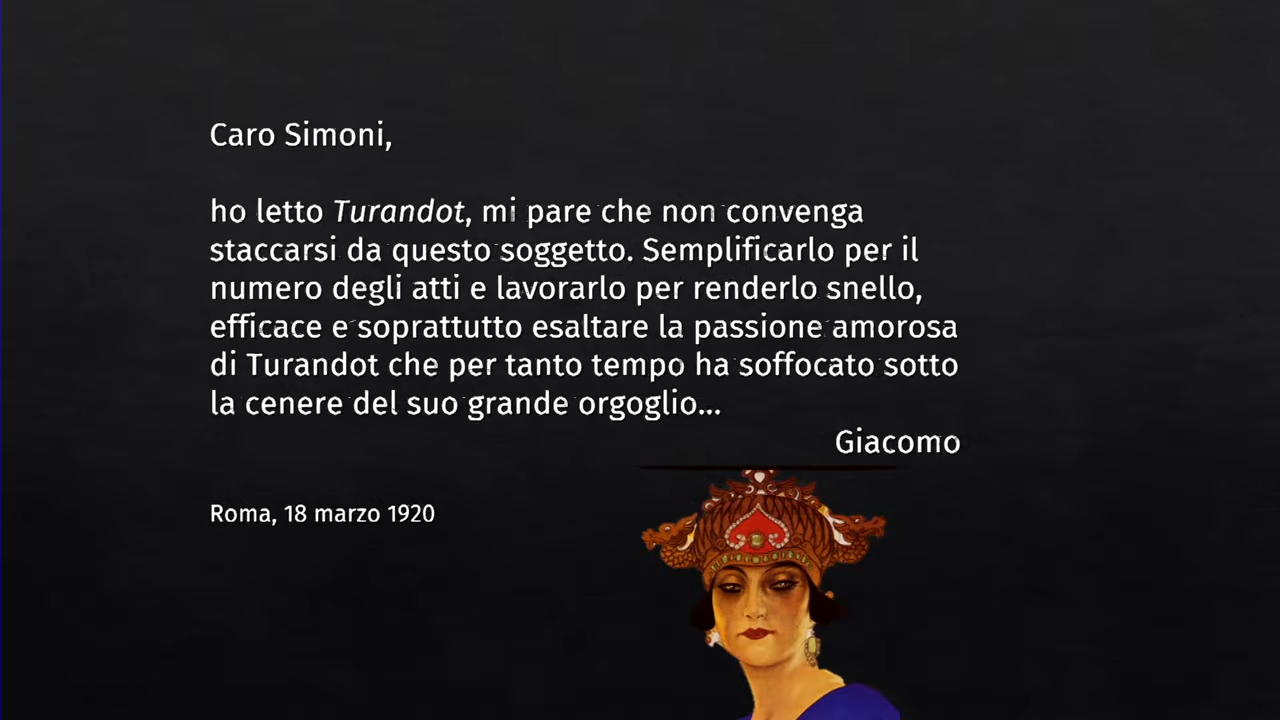 Caro Simoni,
ho letto Turandot, mi pare che non convenga
staccarsi da questo soggetto. Semplificarlo per il
numero degli atti e lavorarlo per renderlo snello,
efficace e soprattutto esaltare la passione amorosa
di Turandot che per tanto tempo ha soffocato sotto
la cenere del suo grande orgoglio...
Giacomo
Roma, 18 marzo 1920